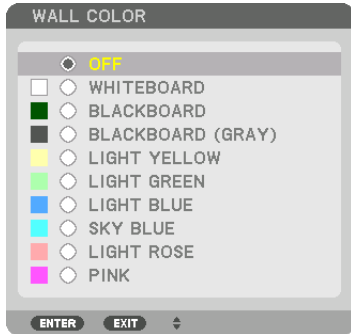 WALL COLOR
OFF
WHITEBOARD
BLACKBOARD
BLACKBOARD (GRAY)
LIGHT YELLOW
LIGHT GREEN
LIGHT BLUE
SKY BLUE
LIGHT ROSE
PINK
ENTER EXIT